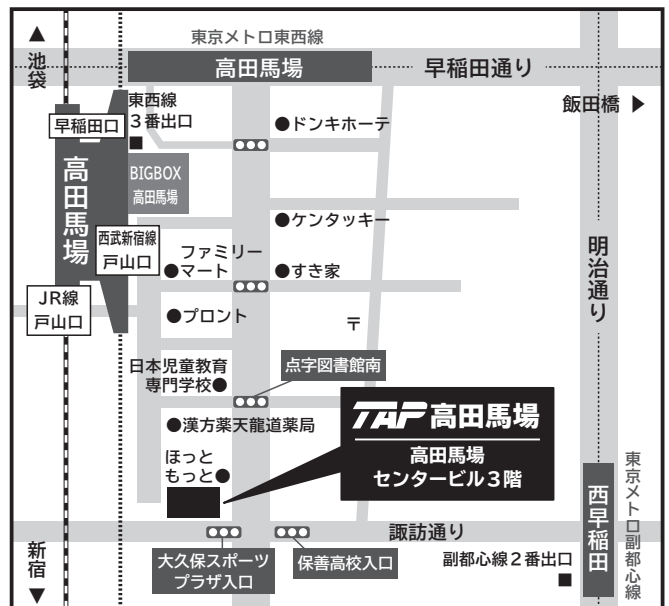 東京メトロ東西線
▲
池袋
高田馬場
早稲田通り
飯田橋 ▶
東西線
3番出口
■
早稲田口
●ドンキホーテ
高田馬場
BIGBOX
高田馬場
●ケンタッキー
西武新宿線
戸山口
ファミリー
●マート
●すき家
明治通り
JR線
戸山口
●プロント
〒
日本児童教育
専門学校●
点字図書館南
●漢方薬天龍道薬局
TAP 高田馬場
高田馬場
センタービル3階
ほっと
もっと●
西早稲田
東京メトロ副都心線
諏訪通り
新宿
▼
大久保スポーツ
プラザ入口
保善高校入口
副都心線2番出口
■